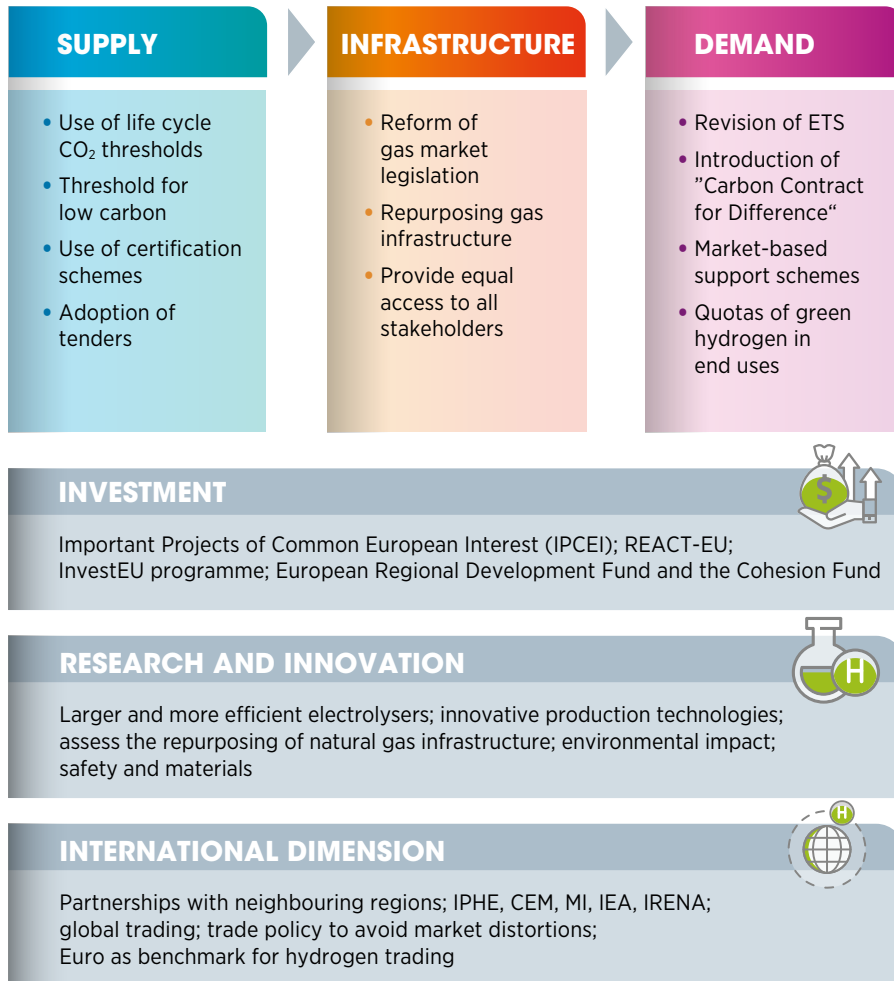 SUPPLY
• Use of life cycle
CO₂ thresholds
• Threshold for
low carbon
• Use of certification
schemes
• Adoption of
tenders
INFRASTRUCTURE
• Reform of
gas market
legislation
• Repurposing gas
infrastructure
• Provide equal
access to all
stakeholders
DEMAND
• Revision of ETS
• Introduction of
”Carbon Contract
for Difference“
• Market-based
support schemes
• Quotas of green
hydrogen in
end uses
INVESTMENT
$
Important Projects of Common European Interest (IPCEI); REACT-EU;
InvestEU programme; European Regional Development Fund and the Cohesion Fund
RESEARCH AND INNOVATION
H
Larger and more efficient electrolysers; innovative production technologies;
assess the repurposing of natural gas infrastructure; environmental impact;
safety and materials
INTERNATIONAL DIMENSION
H
Partnerships with neighbouring regions; IPHE, CEM, MI, IEA, IRENA;
global trading; trade policy to avoid market distortions;
Euro as benchmark for hydrogen trading